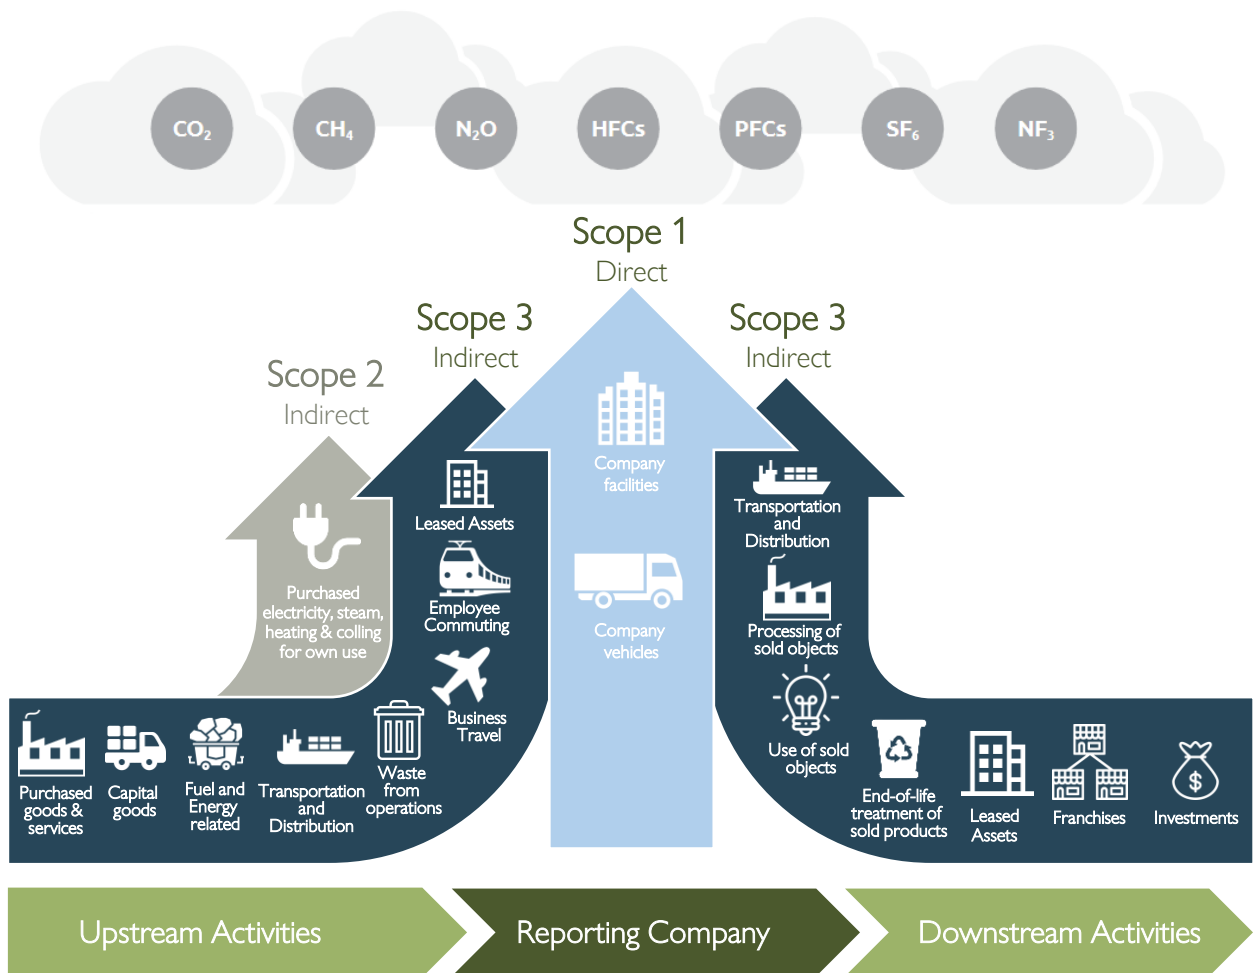 CO₂
CH₄
N₂O
HFCs
PFCs
SF₆
NF₃
Scope 1
Direct
Scope 3
Indirect
Scope 3
Indirect
Scope 2
Indirect
Company
facilities
Company
vehicles
Purchased
electricity, steam,
heating & colling
for own use
Leased Assets
Employee
Commuting
Business
Travel
Waste
from
operations
Transportation
and
Distribution
Fuel and
Energy
related
Capital
goods
Purchased
goods &
services
Transportation
and
Distribution
Processing of
sold objects
Use of sold
objects
End-of-life
treatment of
sold products
Leased
Assets
Franchises
$
Investments
Upstream Activities
Reporting Company
Downstream Activities